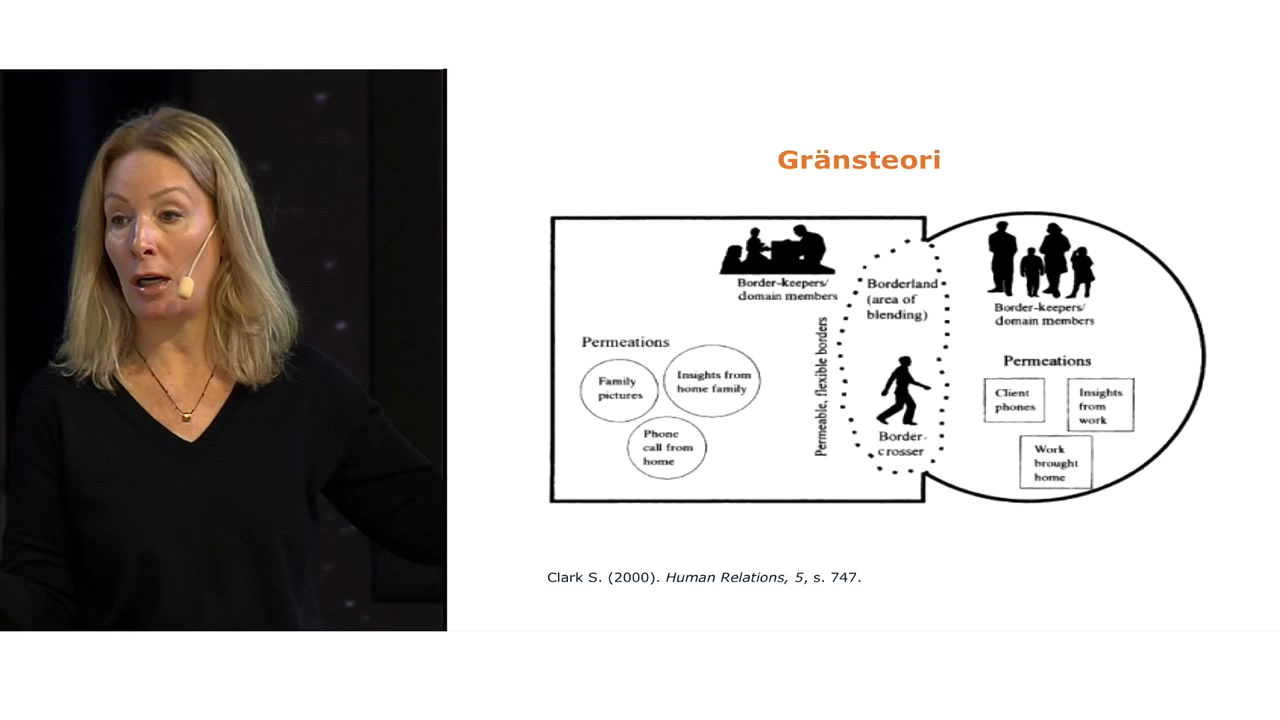 Gränsteori
Border-keepers/
domain members
Permeations
Family
pictures
Insights from
home family
Phone
call from
home
Permeable, flexible borders
Borderland
(area of
blending)
Border-
crosser
Border-keepers/
domain members
Permeations
Client
phones
Insights
from
work
Work
brought
home
Clark S. (2000). Human Relations, 5, s. 747.